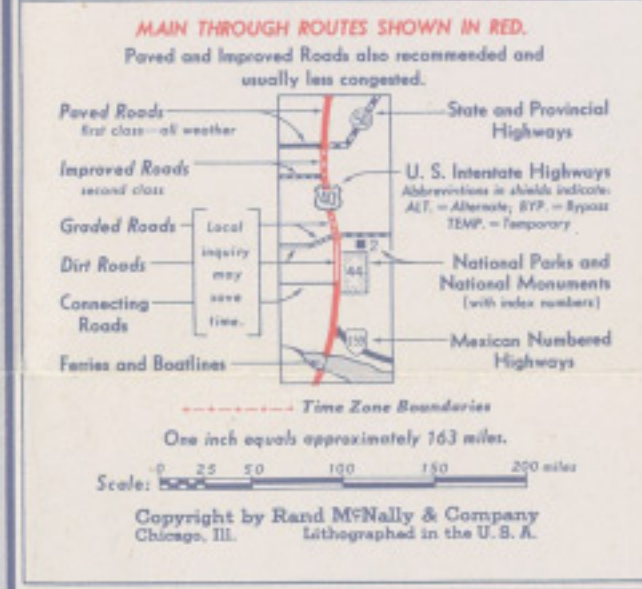 MAIN THROUGH ROUTES SHOWN IN RED.
Paved and Improved Roads also recommended and
usually less congested.
Paved Roads
first class—all weather
Improved Roads
second class
Graded Roads
Dirt Roads
Connecting
Roads
Local
inquiry
may
save
time.
Ferries and Boatlines
40
2
44
State and Provincial
Highways
U. S. Interstate Highways
Abbreviations in shields indicate:
ALT. = Alternate; BYP. = Bypass
TEMP. = Temporary
National Parks and
National Monuments
(with index numbers)
Mexican Numbered
Highways
Time Zone Boundaries
One inch equals approximately 163 miles.
0 25 50 100 150 200 miles
Scale:
Copyright by Rand McNally & Company
Chicago, Ill. Lithographed in the U. S. A.